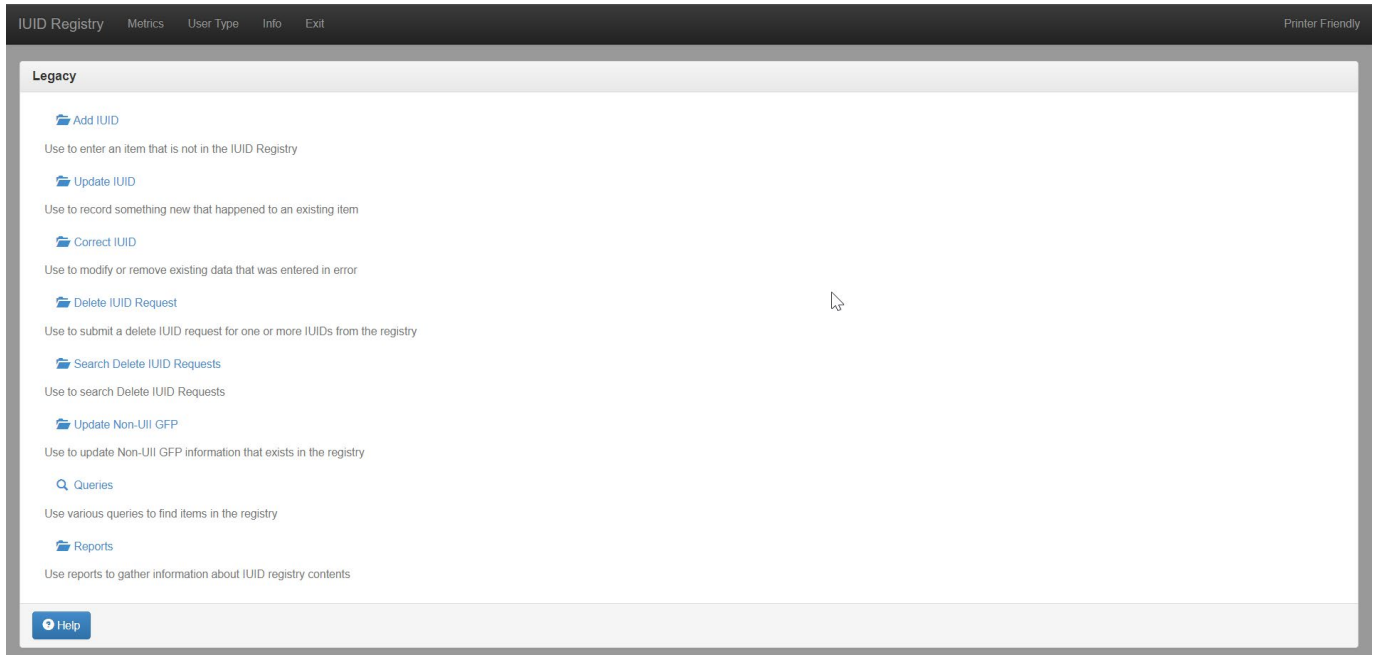 IUID Registry Metrics User Type Info Exit Printer Friendly
Legacy
Add IUID
Use to enter an item that is not in the IUID Registry
Update IUID
Use to record something new that happened to an existing item
Correct IUID
Use to modify or remove existing data that was entered in error
Delete IUID Request
Use to submit a delete IUID request for one or more IUIDs from the registry
Search Delete IUID Requests
Use to search Delete IUID Requests
Update Non-UII GFP
Use to update Non-UII GFP information that exists in the registry
Queries
Use various queries to find items in the registry
Reports
Use reports to gather information about IUID registry contents
Help